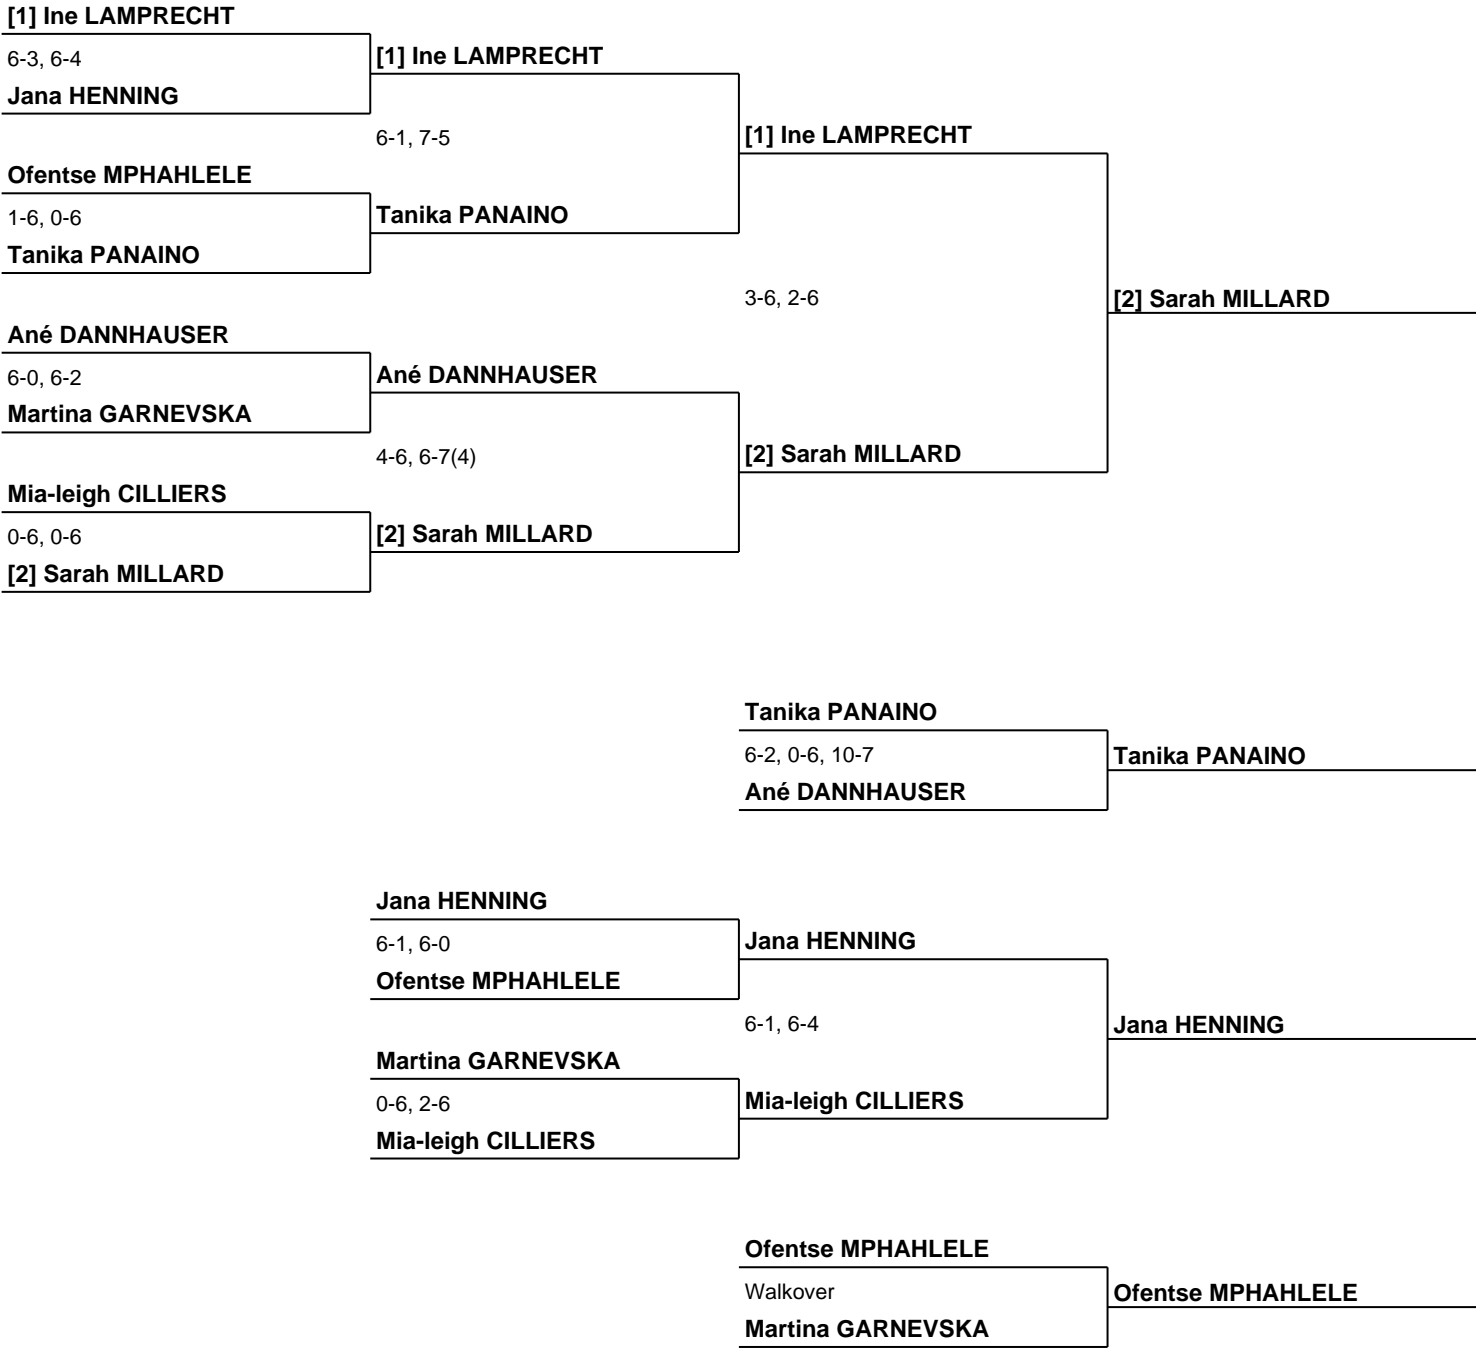 [1] Ine LAMPRECHT
6-3, 6-4
[1] Ine LAMPRECHT
Jana HENNING
6-1, 7-5
[1] Ine LAMPRECHT
Ofentse MPHAHLELE
1-6, 0-6
Tanika PANAINO
Tanika PANAINO
3-6, 2-6
[2] Sarah MILLARD
Ané DANNHAUSER
6-0, 6-2
Ané DANNHAUSER
Martina GARNEVSKA
4-6, 6-7(4)
[2] Sarah MILLARD
Mia-leigh CILLIERS
0-6, 0-6
[2] Sarah MILLARD
[2] Sarah MILLARD
Tanika PANAINO
6-2, 0-6, 10-7
Tanika PANAINO
Ané DANNHAUSER
Jana HENNING
6-1, 6-0
Jana HENNING
Ofentse MPHAHLELE
6-1, 6-4
Jana HENNING
Martina GARNEVSKA
0-6, 2-6
Mia-leigh CILLIERS
Mia-leigh CILLIERS
Ofentse MPHAHLELE
Walkover
Ofentse MPHAHLELE
Martina GARNEVSKA